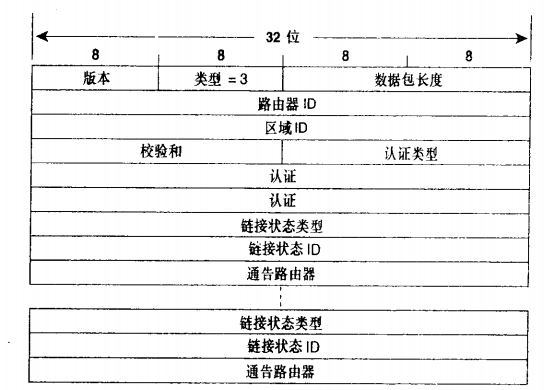 32 位
8 8 8 8
版本 类型 = 3 数据包长度
路由器 ID
区域 ID
校验和 认证类型
认证
认证
链接状态类型
链接状态 ID
通告路由器
链接状态类型
链接状态 ID
通告路由器